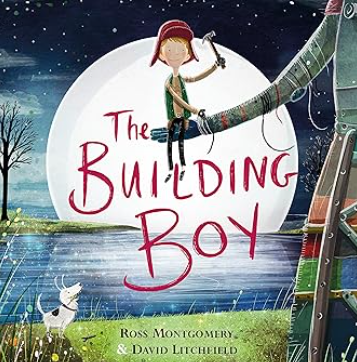 The
BUILDING
BOY
ROSS MONTGOMERY
& DAVID LITCHFIELD